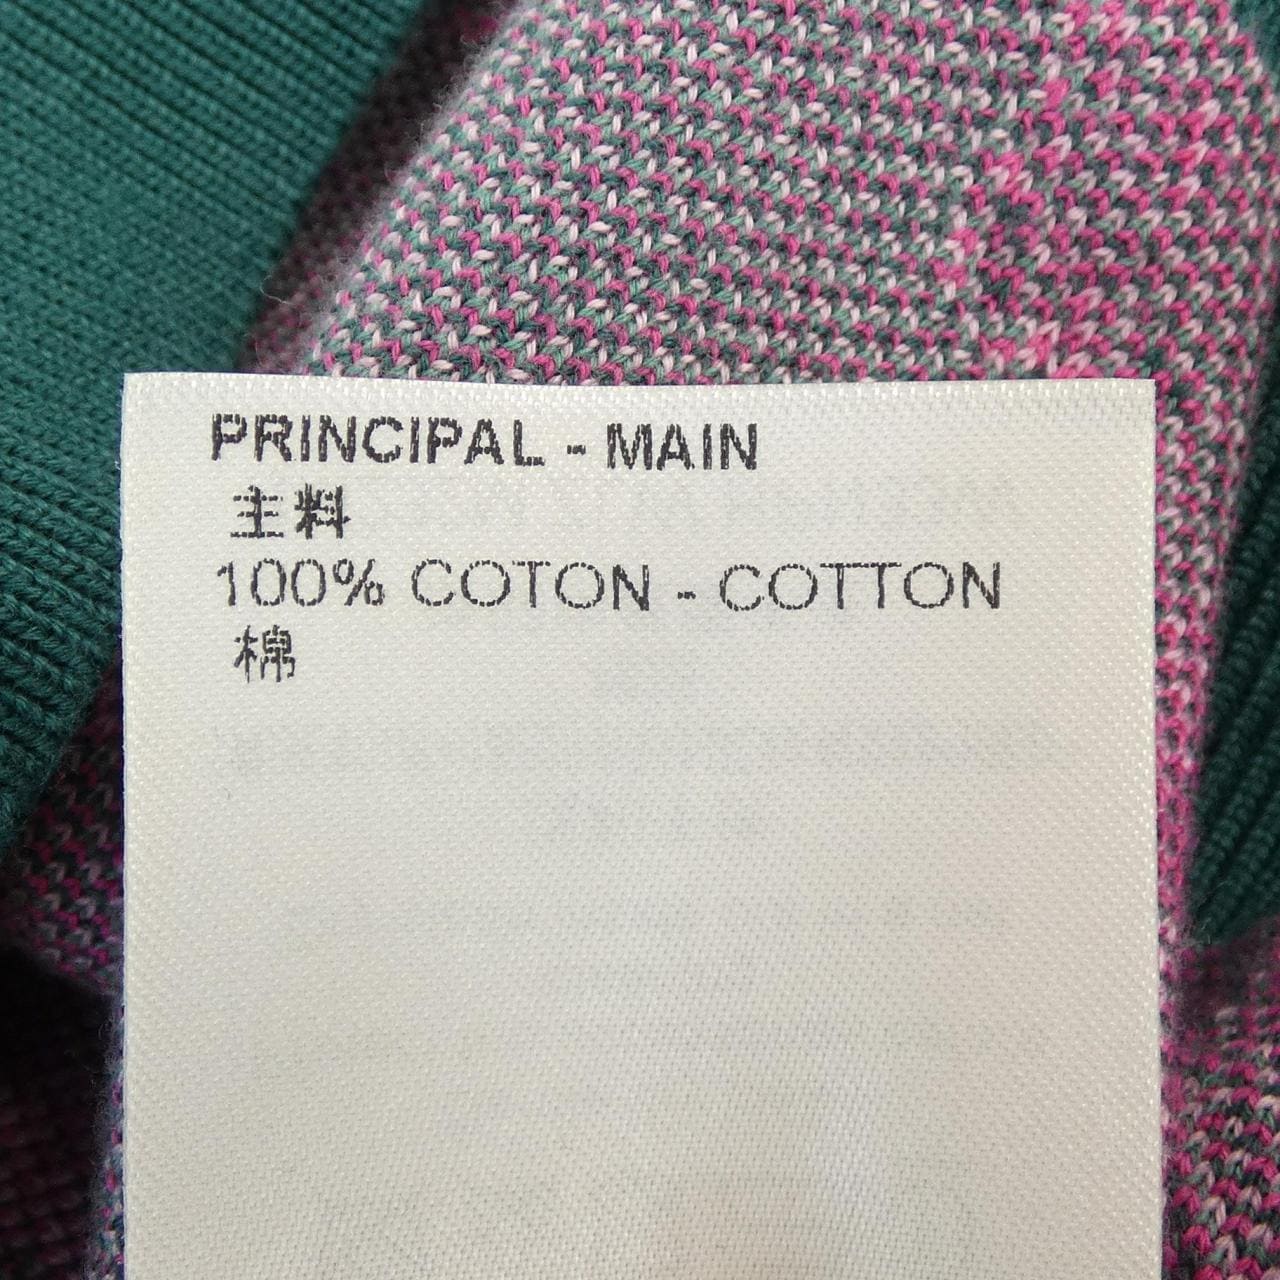 PRINCIPAL - MAIN
主料
100% COTON - COTTON
棉